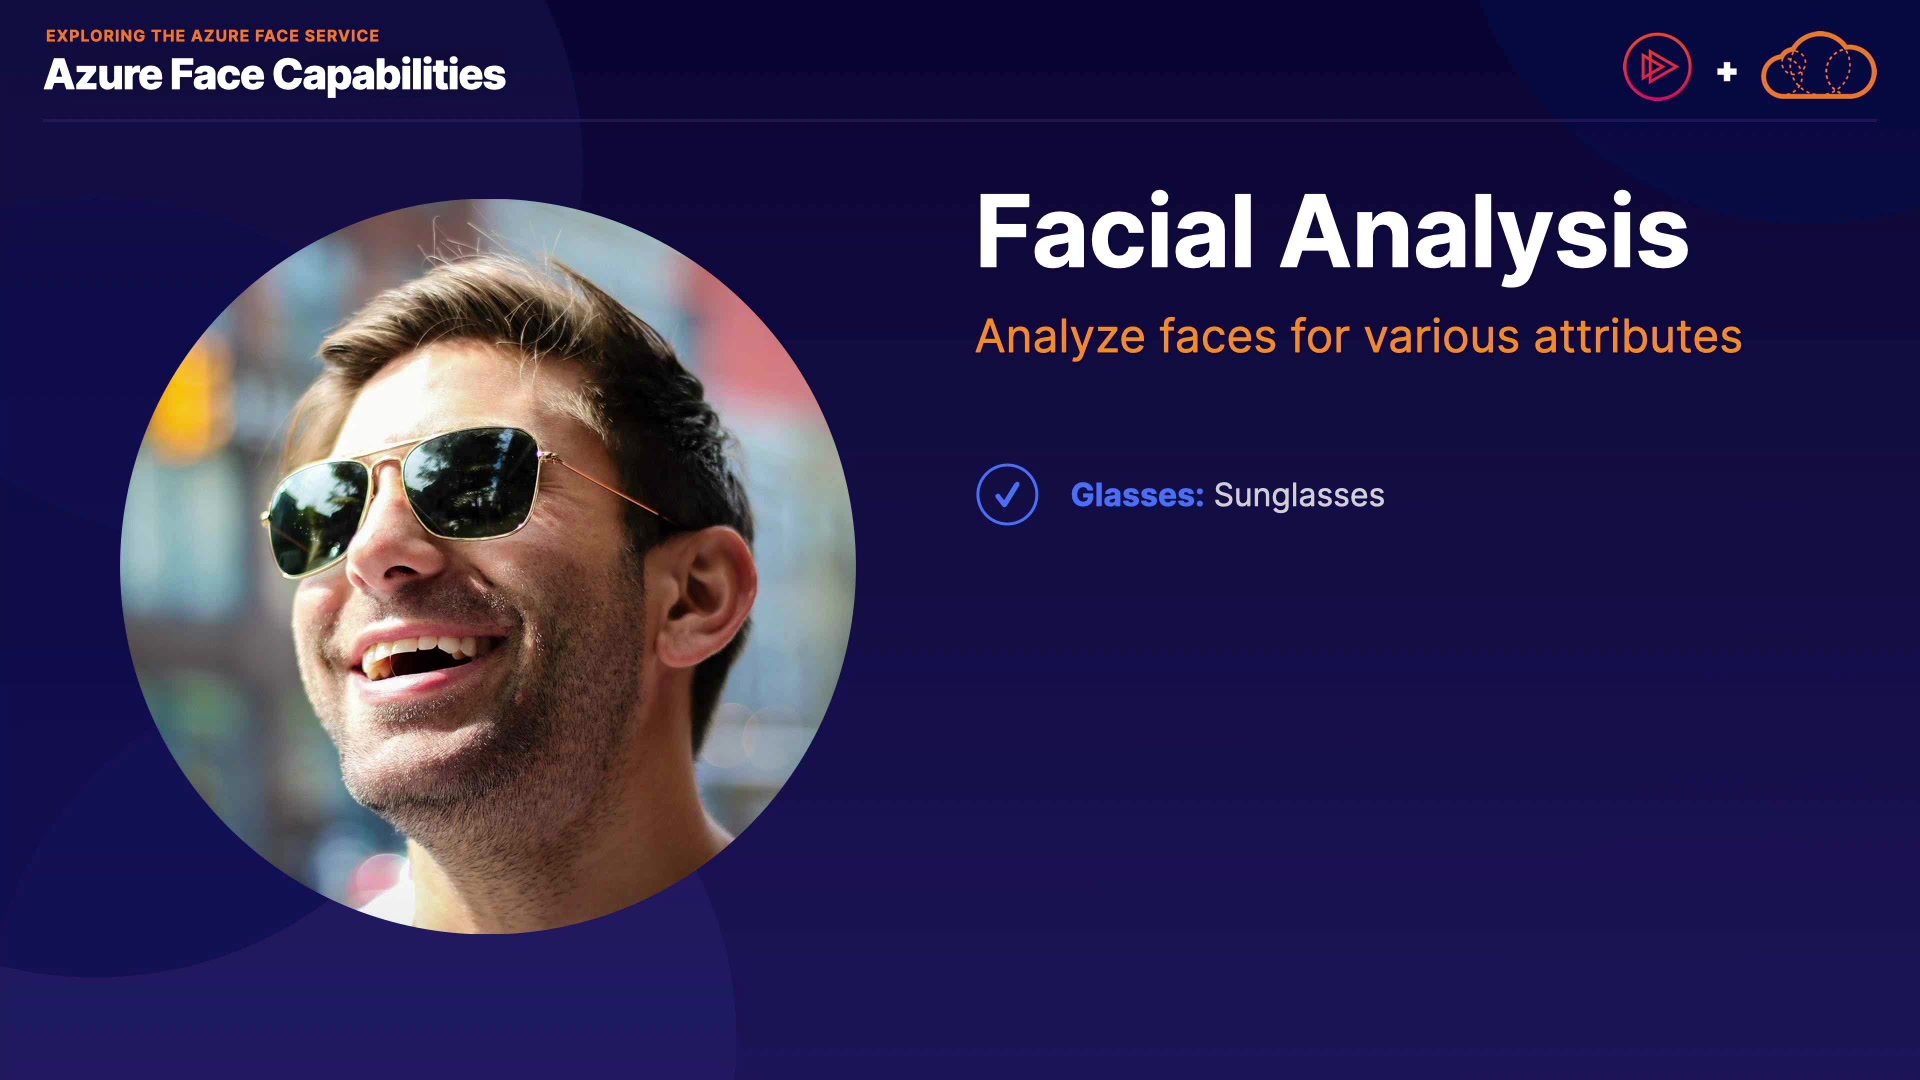 EXPLORING THE AZURE FACE SERVICE
Azure Face Capabilities
Facial Analysis
Analyze faces for various attributes
Glasses: Sunglasses